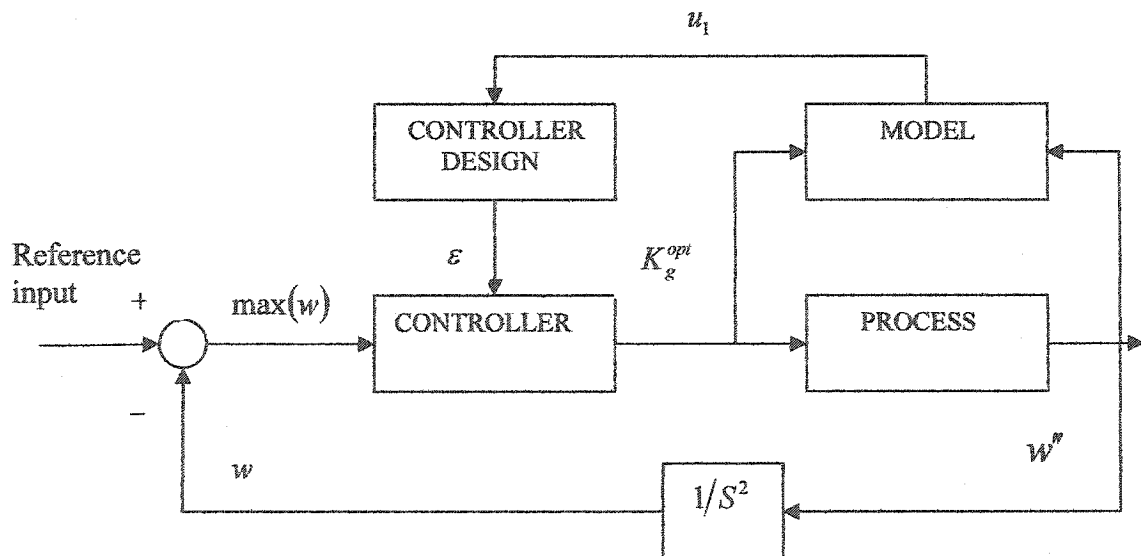 u₁
CONTROLLER
DESIGN
MODEL
Reference
input
+
max(w)
ε
K_g^{opt}
CONTROLLER
PROCESS
−
w
1/S²
w″